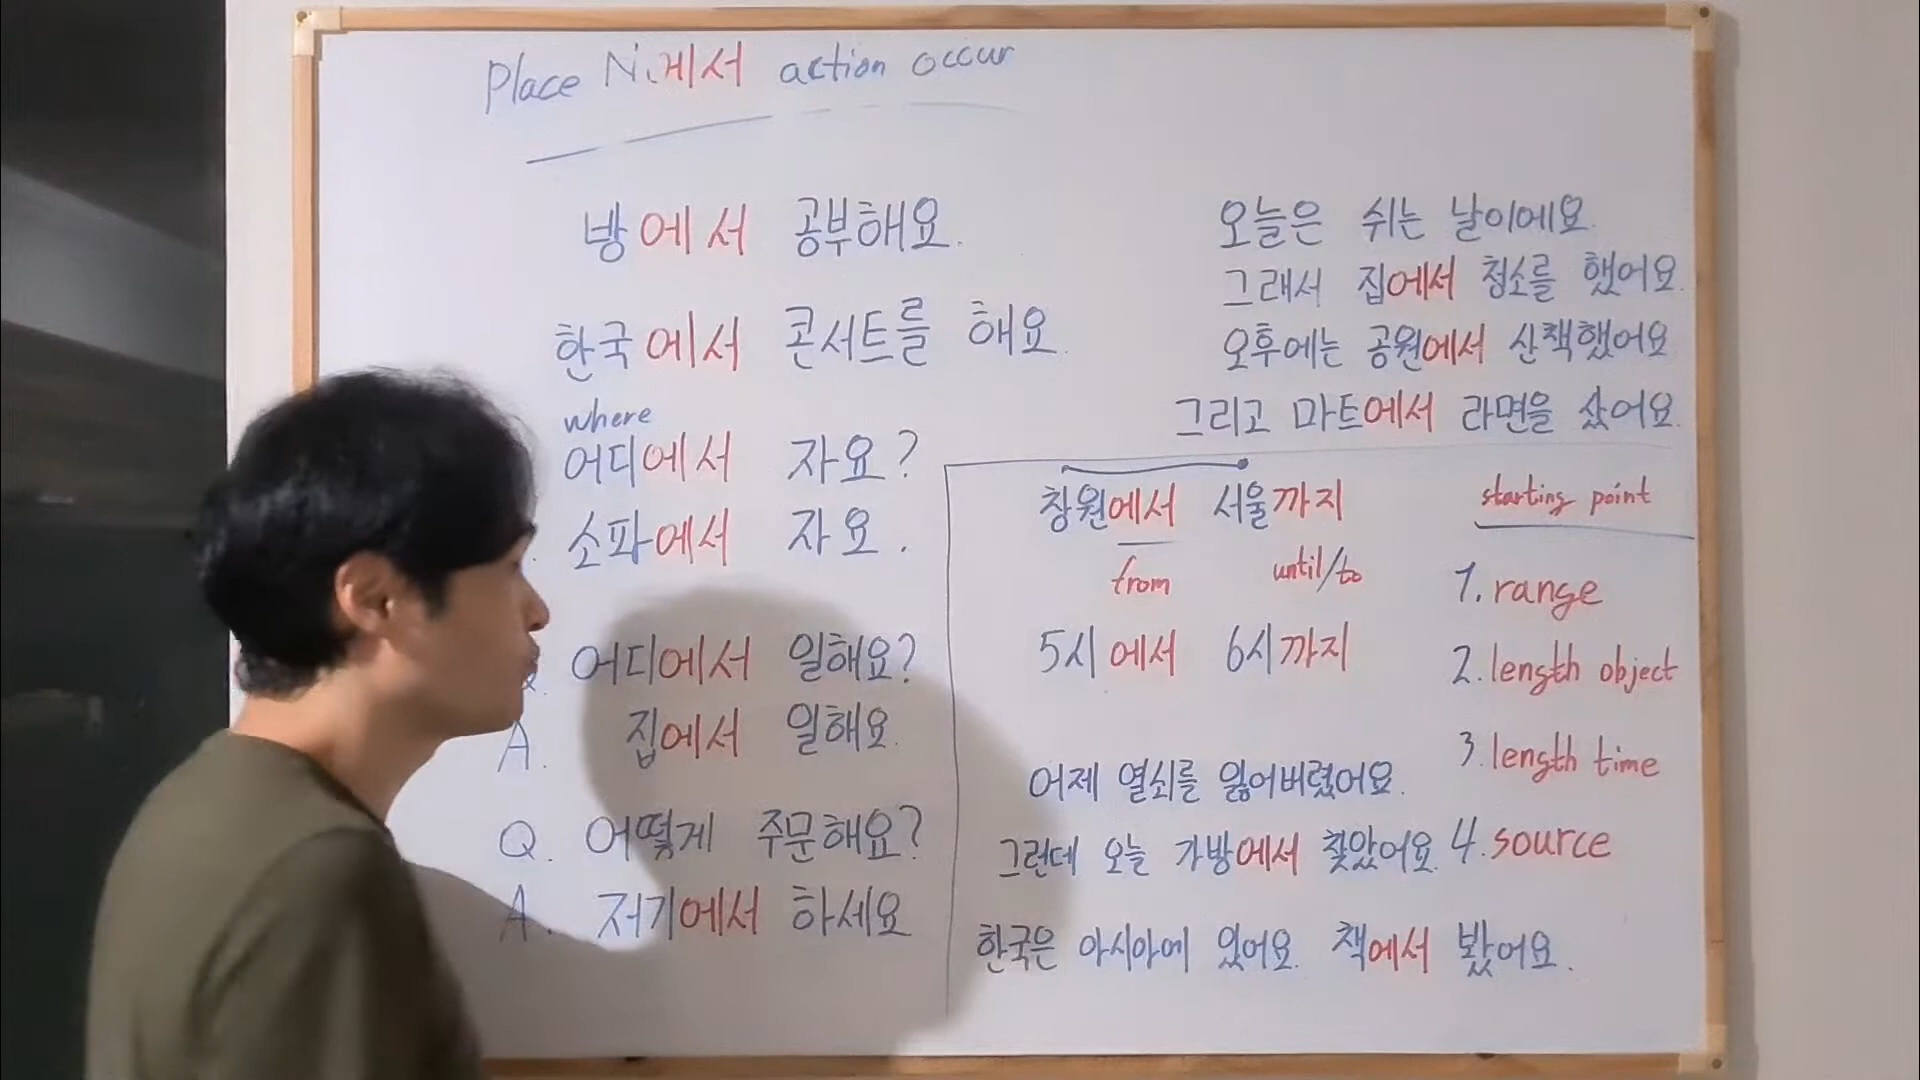 Place N.에서 action occur
방에서 공부해요.
한국에서 콘서트를 해요.
where
어디에서 자요?
소파에서 자요.
Q. 어디에서 일해요?
A. 집에서 일해요.
Q. 어떻게 주문해요?
A. 저기에서 하세요
오늘은 쉬는 날이에요.
그래서 집에서 청소를 했어요.
오후에는 공원에서 산책했어요
그리고 마트에서 라면을 샀어요.
창원에서 서울까지
from until/to
5시에서 6시까지
starting point
1. range
2. length object
3. length time
4. source
어제 열쇠를 잃어버렸어요.
그런데 오늘 가방에서 찾았어요.
한국은 아시아에 있어요. 책에서 봤어요.